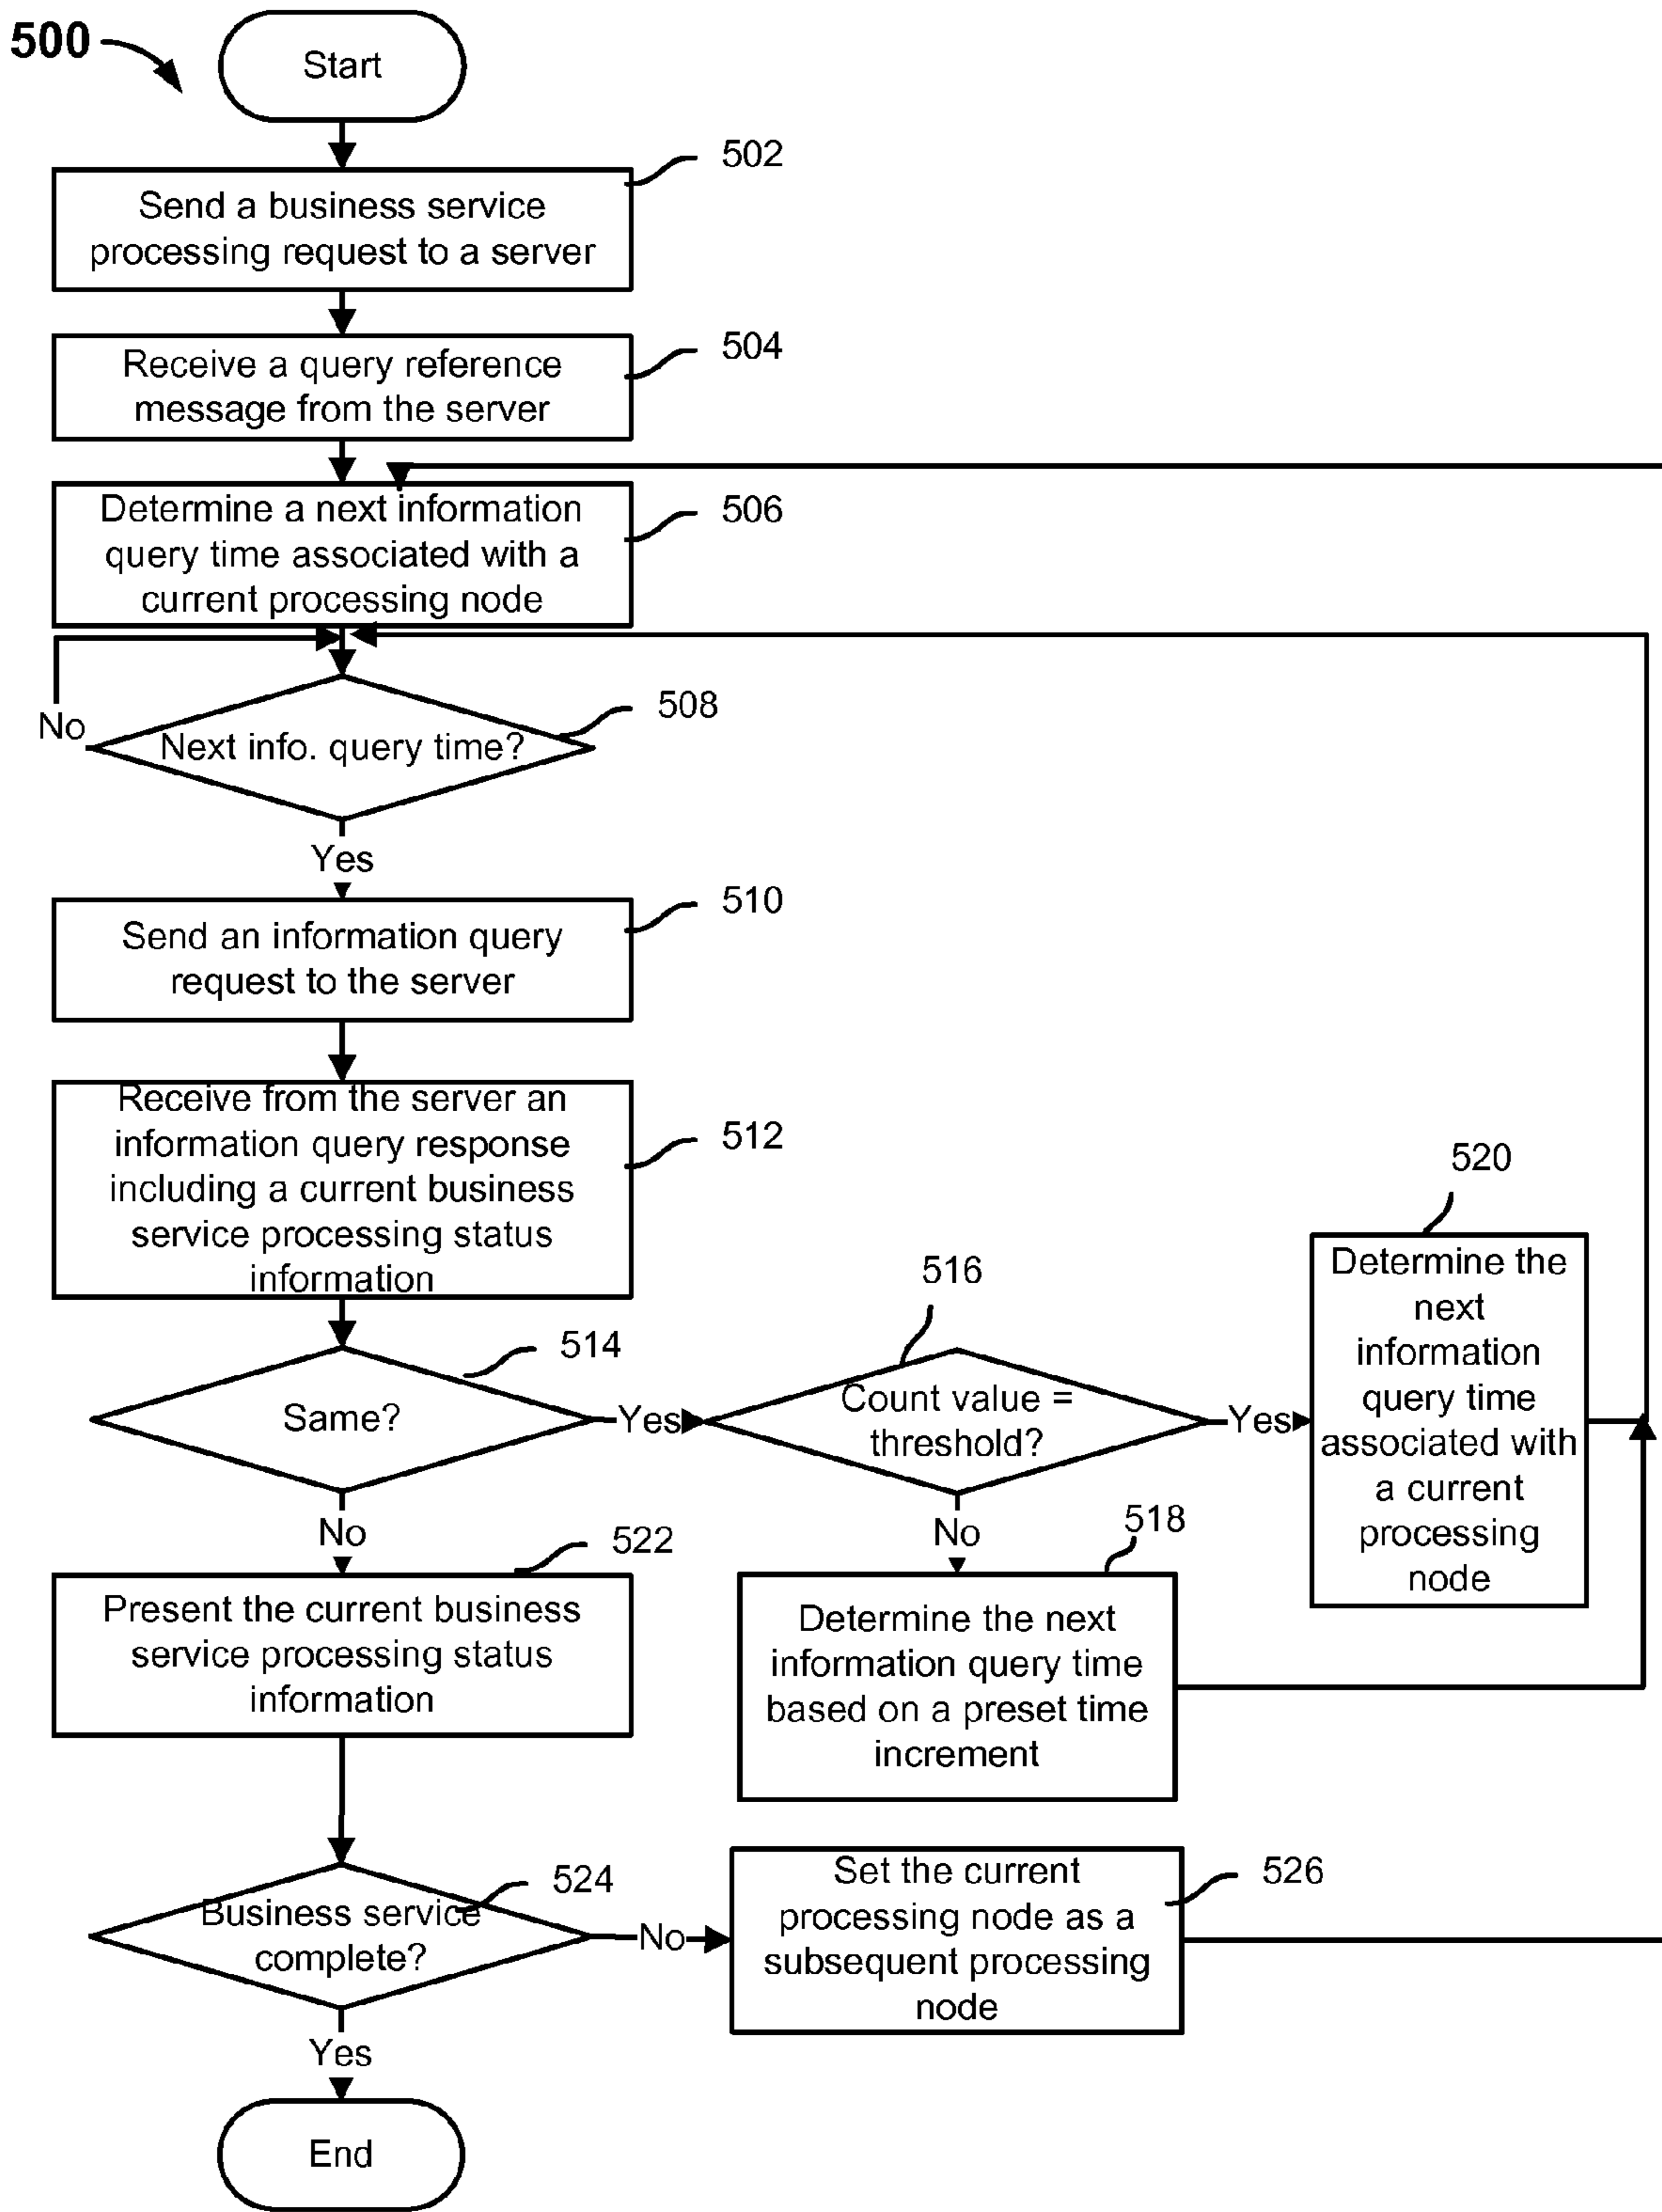 500
Start
502
Send a business service
processing request to a server
504
Receive a query reference
message from the server
506
Determine a next information
query time associated with a
current processing node
508
No
Next info. query time?
Yes
510
Send an information query
request to the server
512
Receive from the server an
information query response
including a current business
service processing status
information
514
Same?
Yes
516
Count value =
threshold?
Yes
520
Determine the
next
information
query time
associated with
a current
processing
node
No
518
Determine the next
information query time
based on a preset time
increment
No
522
Present the current business
service processing status
information
524
Business service
complete?
No
526
Set the current
processing node as a
subsequent processing
node
Yes
End